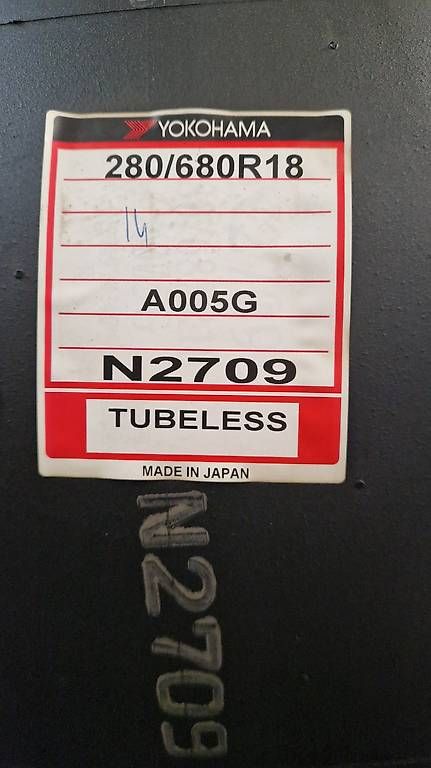 YOKOHAMA
280/680R18
14
A005G
N2709
TUBELESS
MADE IN JAPAN
N2709